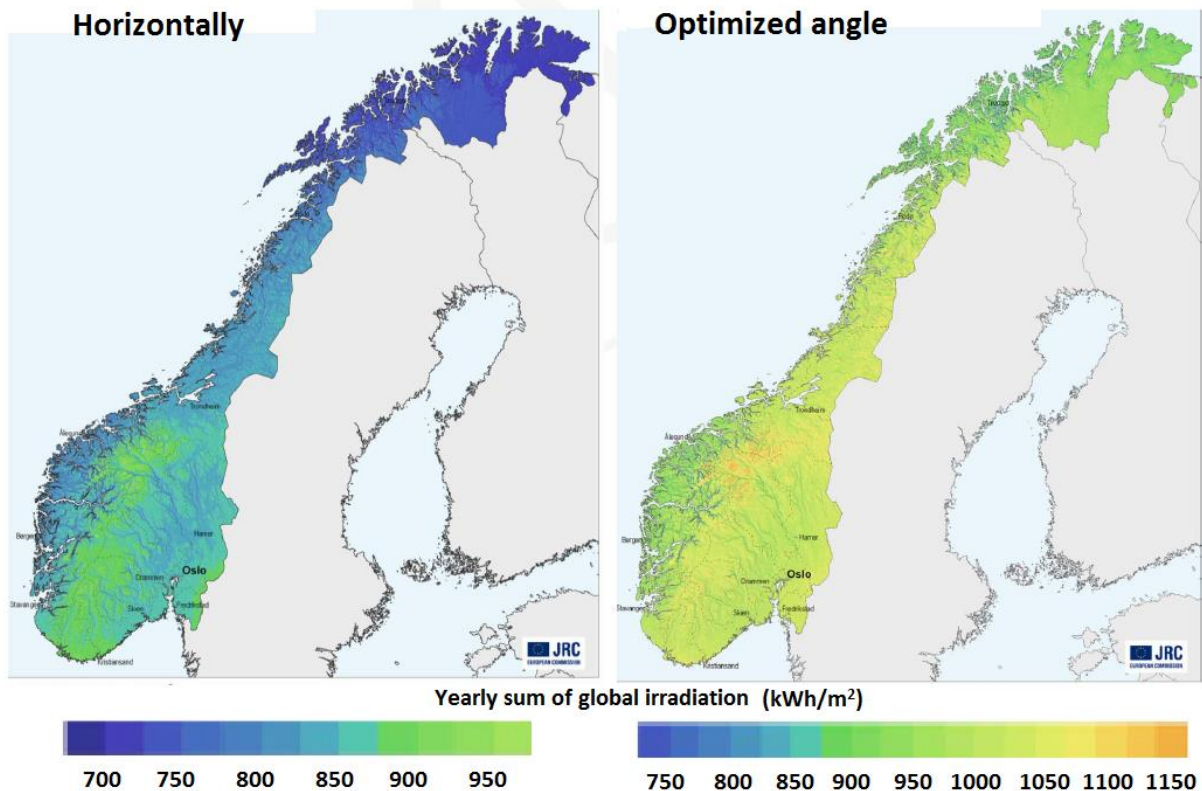 Horizontally
Tromsø
Bodø
Trondheim
Ålesund
Bergen
Hamar
Oslo
Drammen
Stavanger
Skien
Fredrikstad
Kristiansand
JRC
EUROPEAN COMMISSION
Optimized angle
Tromsø
Bodø
Trondheim
Ålesund
Bergen
Hamar
Oslo
Drammen
Stavanger
Skien
Fredrikstad
Kristiansand
JRC
EUROPEAN COMMISSION
Yearly sum of global irradiation (kWh/m²)
700 750 800 850 900 950
750 800 850 900 950 1000 1050 1100 1150